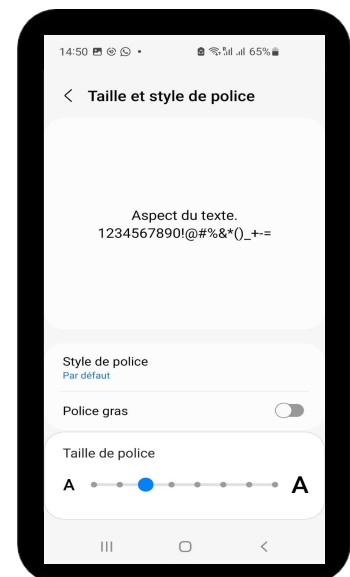 14:50
65%
Taille et style de police
Aspect du texte.
1234567890!@#%&*()_+-=
Style de police
Par défaut
Police gras
Taille de police
A A